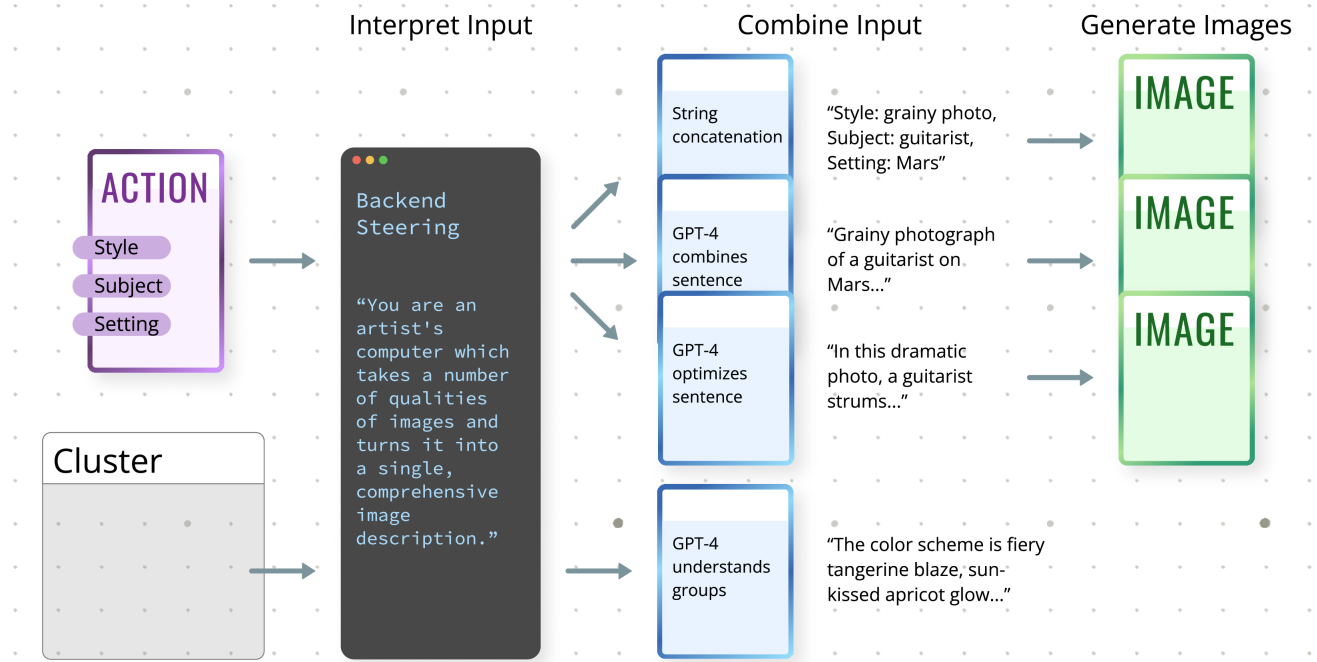 Interpret Input
Combine Input
Generate Images
ACTION
Style
Subject
Setting
Cluster
Backend
Steering
“You are an
artist's
computer which
takes a number
of qualities
of images and
turns it into
a single,
comprehensive
image
description.”
String
concatenation
“Style: grainy photo,
Subject: guitarist,
Setting: Mars”
IMAGE
GPT-4
combines
sentence
“Grainy photograph
of a guitarist on
Mars...”
IMAGE
GPT-4
optimizes
sentence
“In this dramatic
photo, a guitarist
strums...”
IMAGE
GPT-4
understands
groups
“The color scheme is fiery
tangerine blaze, sun-
kissed apricot glow...”